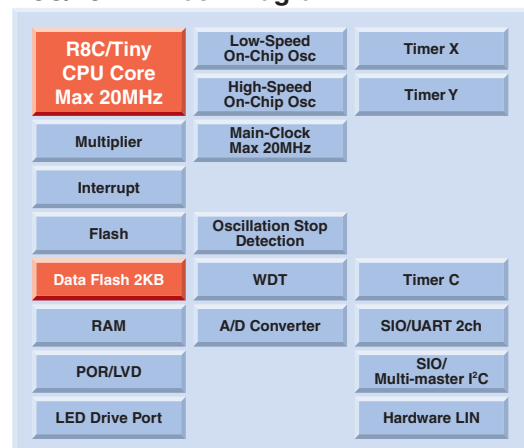 R8C/Tiny
CPU Core
Max 20MHz
Multiplier
Interrupt
Flash
Data Flash 2KB
RAM
POR/LVD
LED Drive Port
Low-Speed
On-Chip Osc
High-Speed
On-Chip Osc
Main-Clock
Max 20MHz
Oscillation Stop
Detection
WDT
A/D Converter
Timer X
Timer Y
Timer C
SIO/UART 2ch
SIO/
Multi-master I²C
Hardware LIN